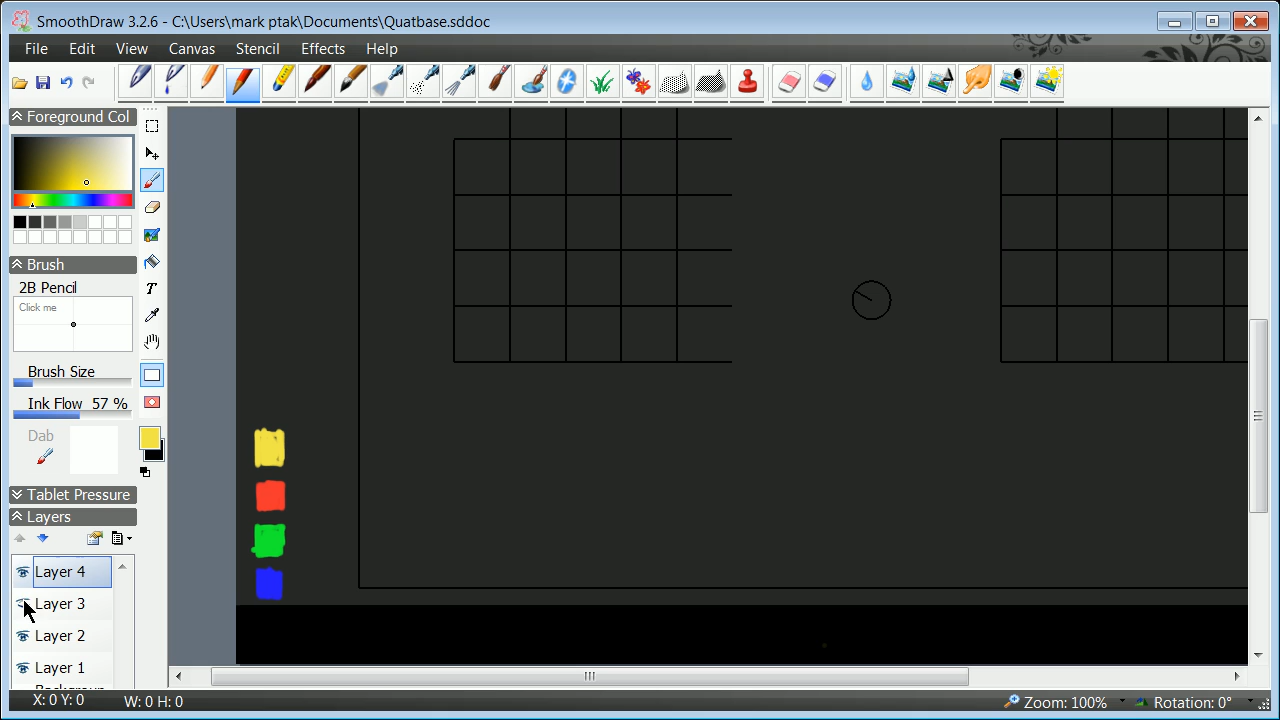 SmoothDraw 3.2.6 - C:\Users\mark ptak\Documents\Quatbase.sddoc
File Edit View Canvas Stencil Effects Help
Foreground Col
Brush
2B Pencil
Click me
Brush Size
Ink Flow 57 %
Dab
T
Tablet Pressure
Layers
Layer 4
Layer 3
Layer 2
Layer 1
X: 0 Y: 0 W: 0 H: 0 Zoom: 100% Rotation: 0°